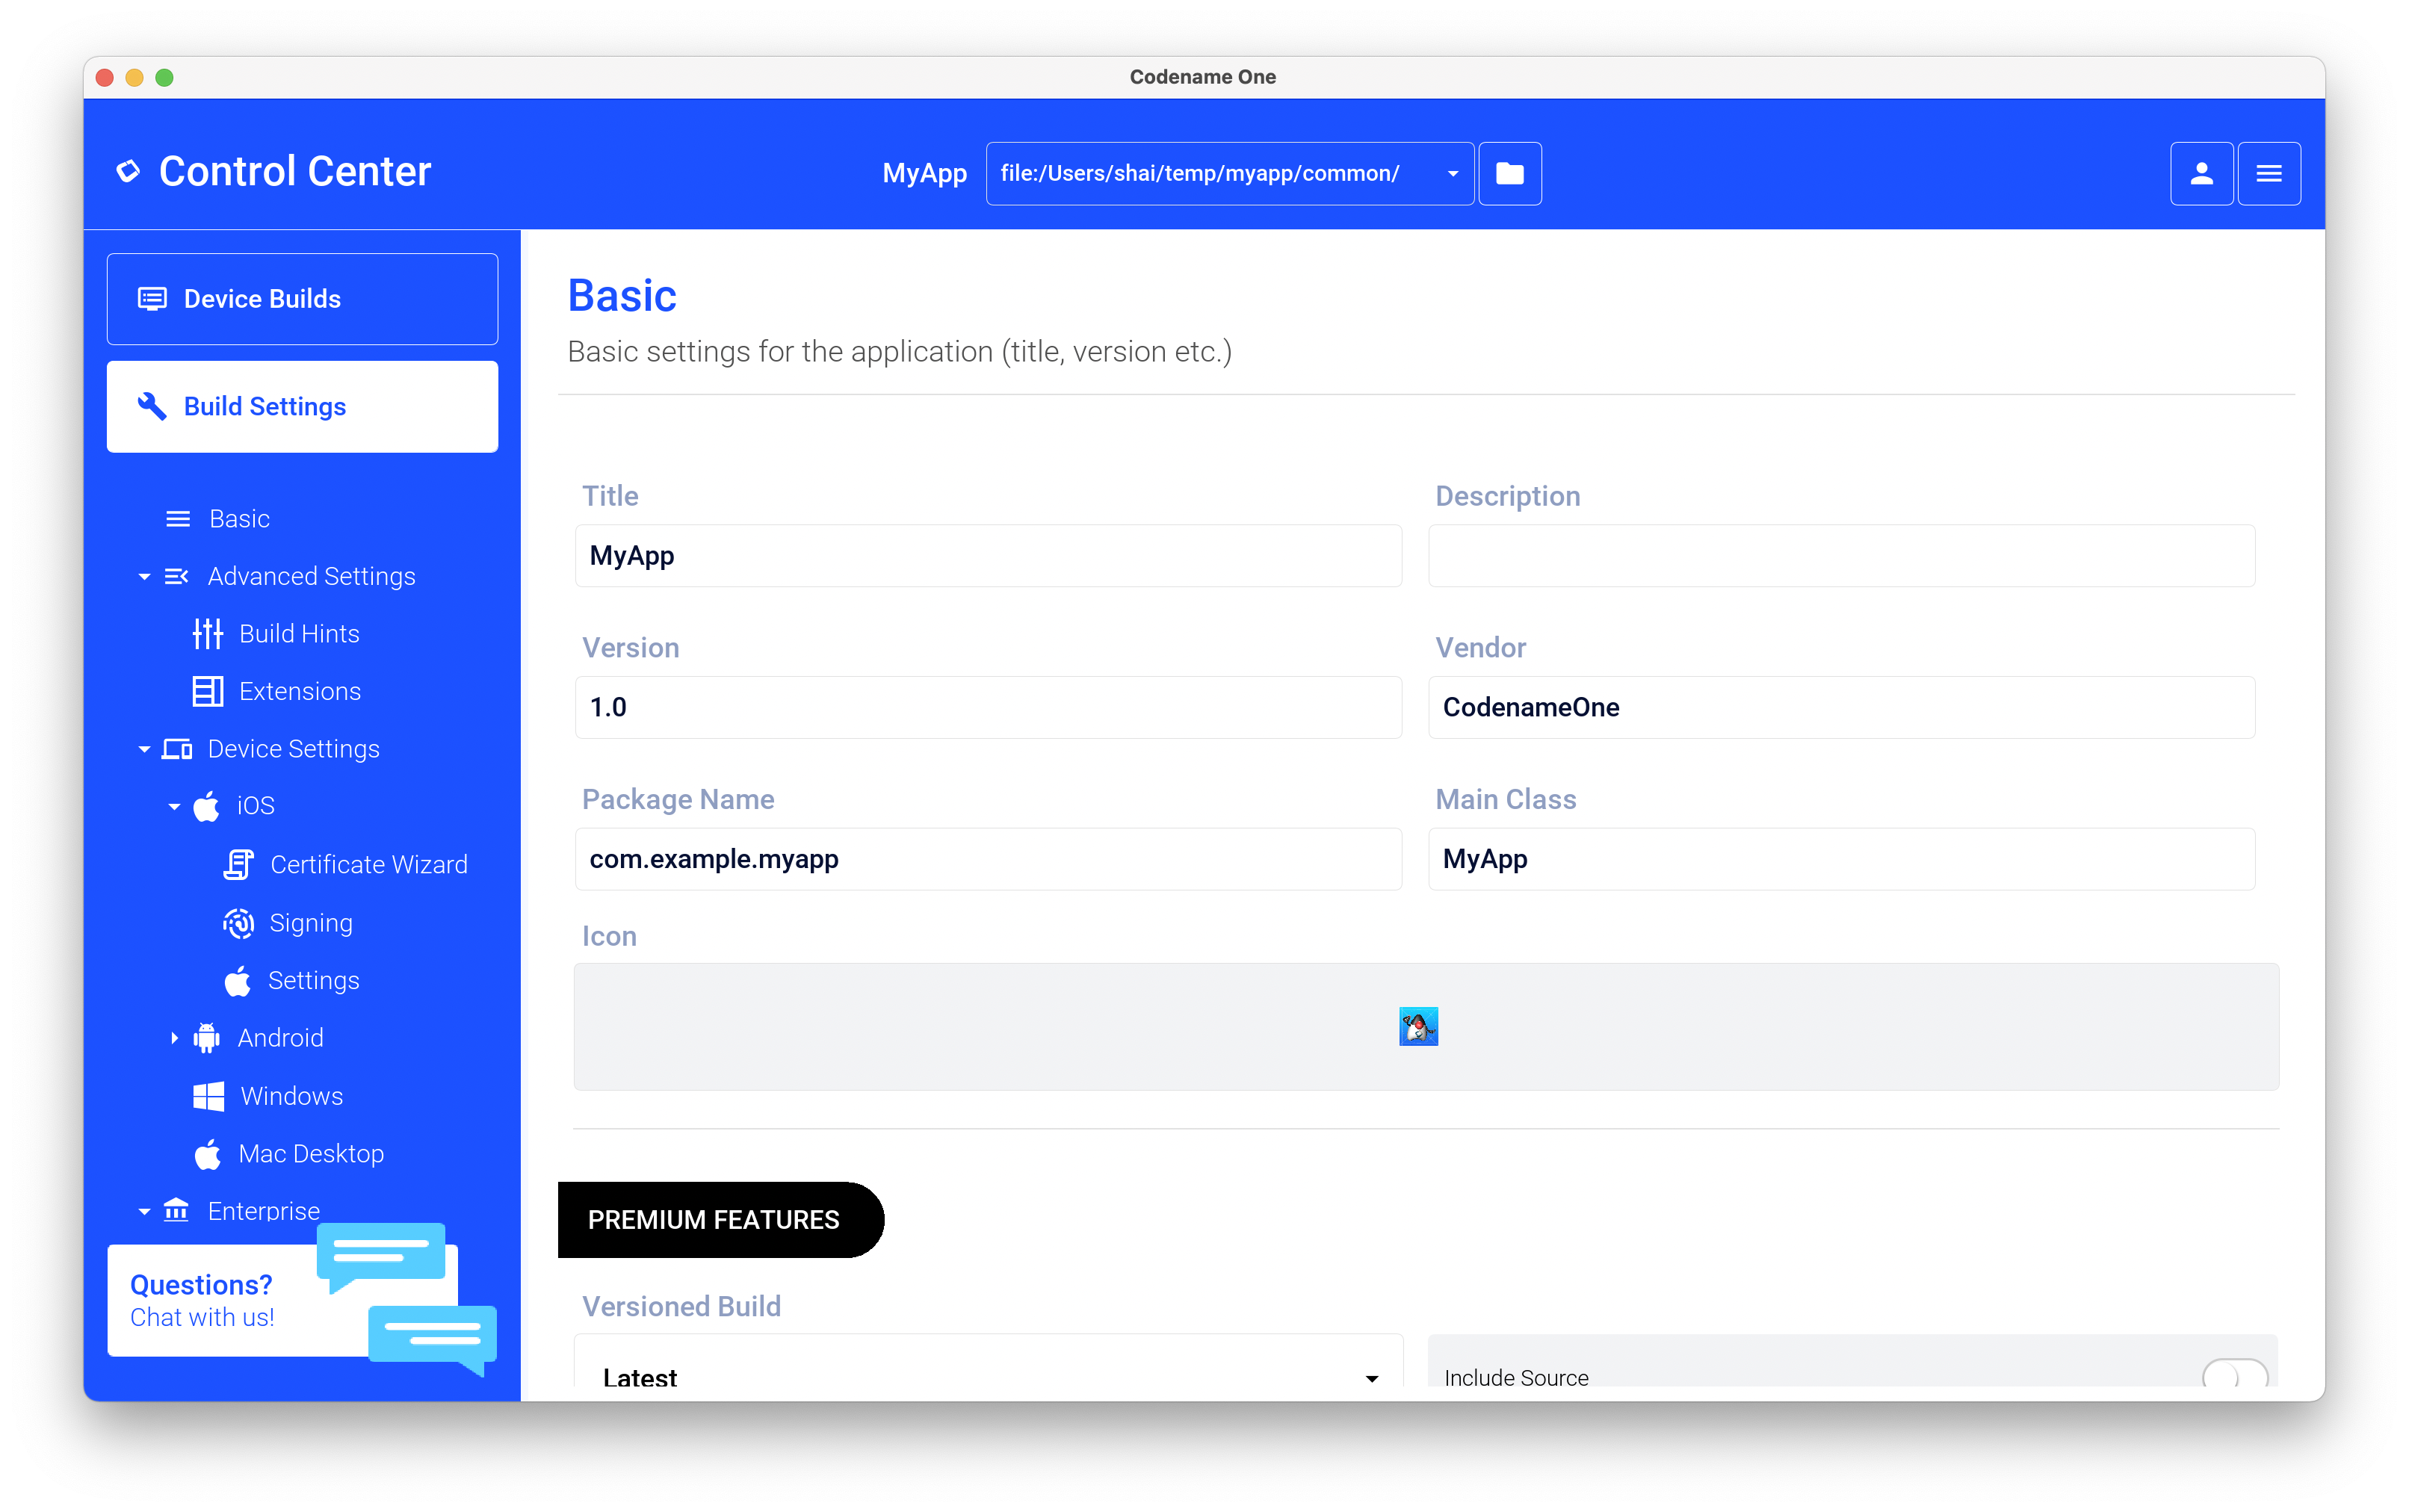 Codename One
Control Center
MyApp
file:/Users/shai/temp/myapp/common/
Device Builds
Build Settings
Basic
Advanced Settings
Build Hints
Extensions
Device Settings
iOS
Certificate Wizard
Signing
Settings
Android
Windows
Mac Desktop
Enterprise
Questions?
Chat with us!
Basic
Basic settings for the application (title, version etc.)
Title
Description
MyApp
Version
Vendor
1.0
CodenameOne
Package Name
Main Class
com.example.myapp
MyApp
Icon
PREMIUM FEATURES
Versioned Build
Latest
Include Source